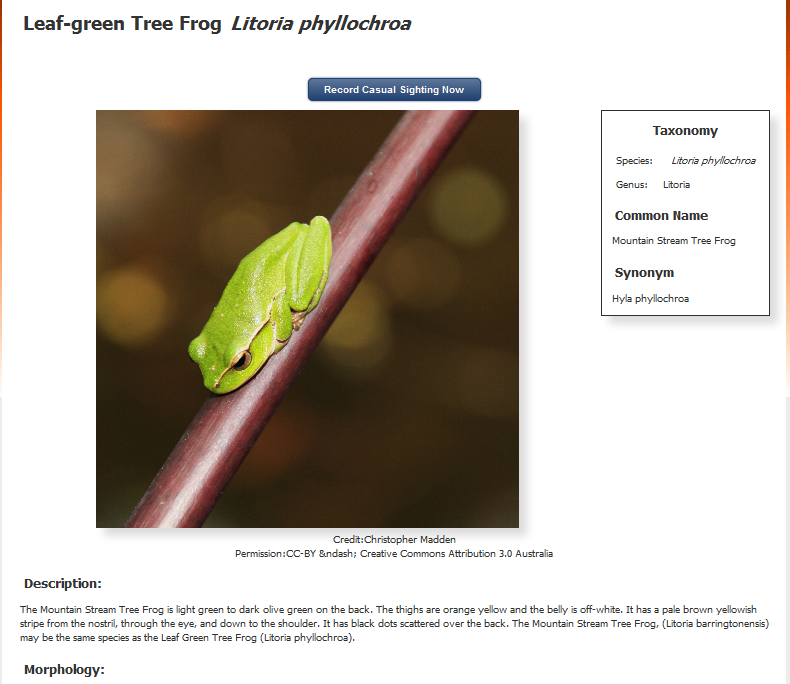 Leaf-green Tree Frog Litoria phyllochroa
Record Casual Sighting Now
Taxonomy
Species: Litoria phyllochroa
Genus: Litoria
Common Name
Mountain Stream Tree Frog
Synonym
Hyla phyllochroa
Credit:Christopher Madden
Permission:CC-BY &ndash; Creative Commons Attribution 3.0 Australia
Description:
The Mountain Stream Tree Frog is light green to dark olive green on the back. The thighs are orange yellow and the belly is off-white. It has a pale brown yellowish
stripe from the nostril, through the eye, and down to the shoulder. It has black dots scattered over the back. The Mountain Stream Tree Frog, (Litoria barringtonensis)
may be the same species as the Leaf Green Tree Frog (Litoria phyllochroa).
Morphology: